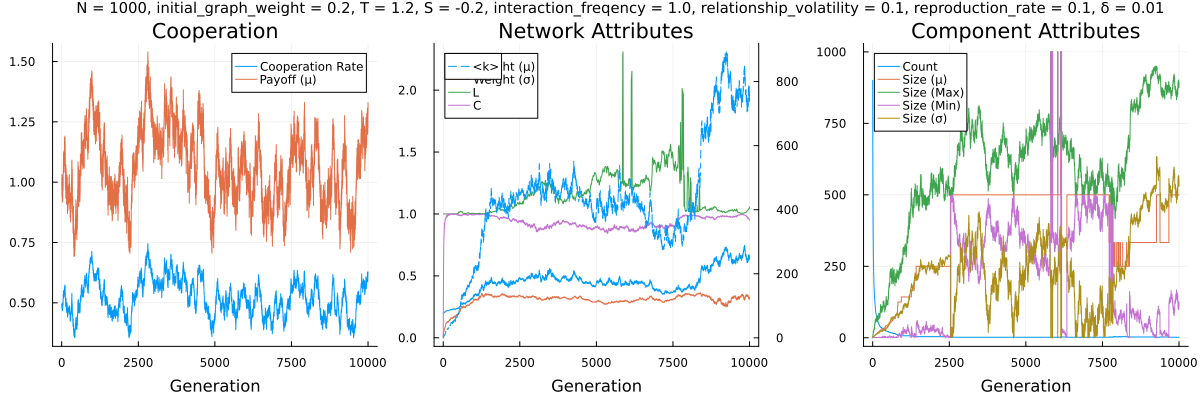 N = 1000, initial_graph_weight = 0.2, T = 1.2, S = -0.2, interaction_freqency = 1.0, relationship_volatility = 0.1, reproduction_rate = 0.1, δ = 0.01
Cooperation
Network Attributes
Component Attributes
1.50
1.25
1.00
0.75
0.50
Cooperation Rate
Payoff (μ)
0
2500
5000
7500
10000
Generation
2.0
1.5
1.0
0.5
0.0
<k>
ht (μ)
Weight (σ)
L
C
800
600
400
200
0
0
2500
5000
7500
10000
Generation
1000
750
500
250
0
Count
Size (μ)
Size (Max)
Size (Min)
Size (σ)
0
2500
5000
7500
10000
Generation